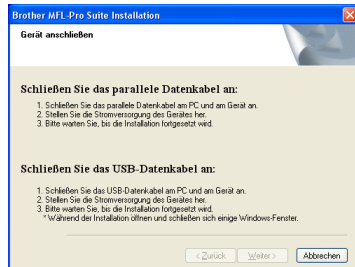 Brother MFL-Pro Suite Installation
Gerät anschließen
Schließen Sie das parallele Datenkabel an:
1. Schließen Sie das parallele Datenkabel am PC und am Gerät an.
2. Stellen Sie die Stromversorgung des Gerätes her.
3. Bitte warten Sie, bis die Installation fortgesetzt wird.
Schließen Sie das USB-Datenkabel an:
1. Schließen Sie das USB-Datenkabel am PC und am Gerät an.
2. Stellen Sie die Stromversorgung des Gerätes her.
3. Bitte warten Sie, bis die Installation fortgesetzt wird.
* Während der Installation öffnen und schließen sich einige Windows-Fenster.
< Zurück Weiter > Abbrechen